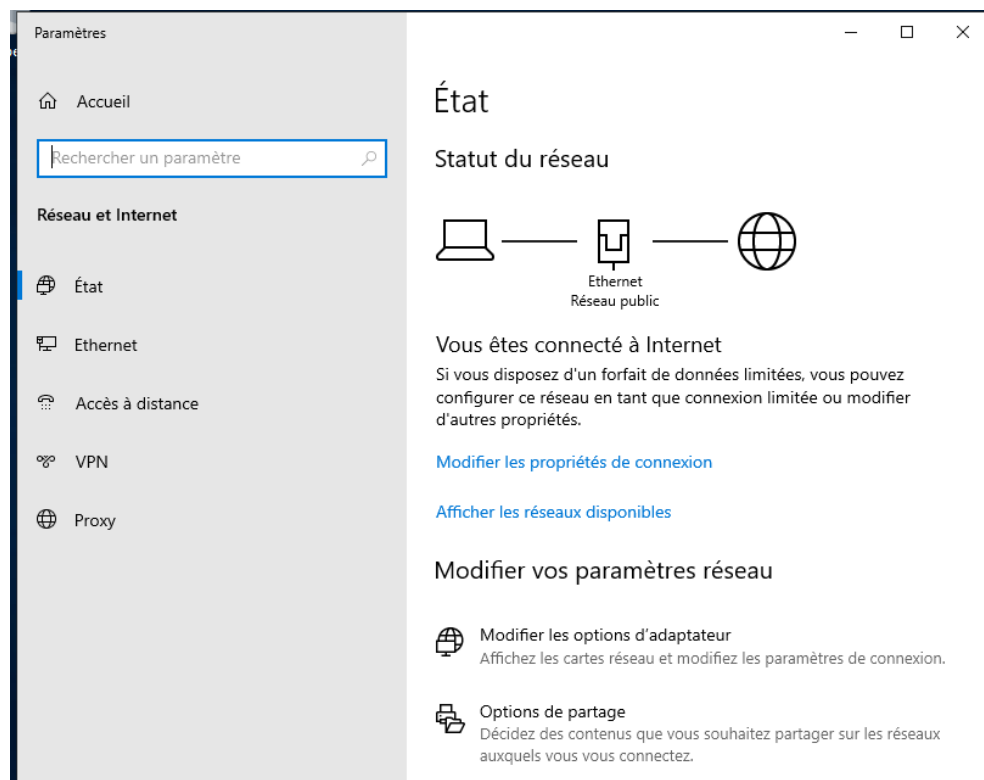 Paramètres
Accueil
Rechercher un paramètre
Réseau et Internet
État
Ethernet
Accès à distance
VPN
Proxy
État
Statut du réseau
Ethernet
Réseau public
Vous êtes connecté à Internet
Si vous disposez d'un forfait de données limitées, vous pouvez
configurer ce réseau en tant que connexion limitée ou modifier
d'autres propriétés.
Modifier les propriétés de connexion
Afficher les réseaux disponibles
Modifier vos paramètres réseau
Modifier les options d'adaptateur
Affichez les cartes réseau et modifiez les paramètres de connexion.
Options de partage
Décidez des contenus que vous souhaitez partager sur les réseaux
auxquels vous vous connectez.